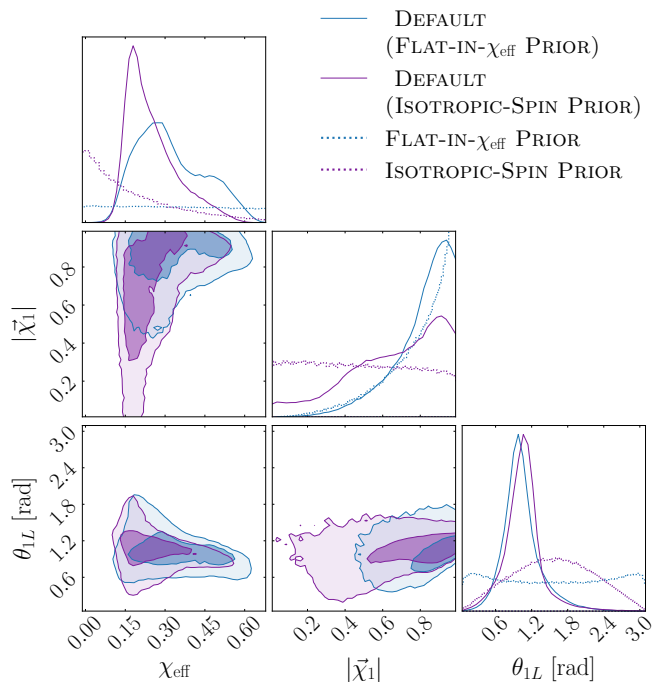 DEFAULT
(FLAT-IN-χeff PRIOR)
DEFAULT
(ISOTROPIC-SPIN PRIOR)
FLAT-IN-χeff PRIOR
ISOTROPIC-SPIN PRIOR
|χ⃗1|
0.8
0.6
0.4
0.2
θ1L [rad]
3.0
2.4
1.8
1.2
0.6
0.00
0.15
0.30
0.45
0.60
χeff
0.2
0.4
0.6
0.8
|χ⃗1|
0.6
1.2
1.8
2.4
3.0
θ1L [rad]